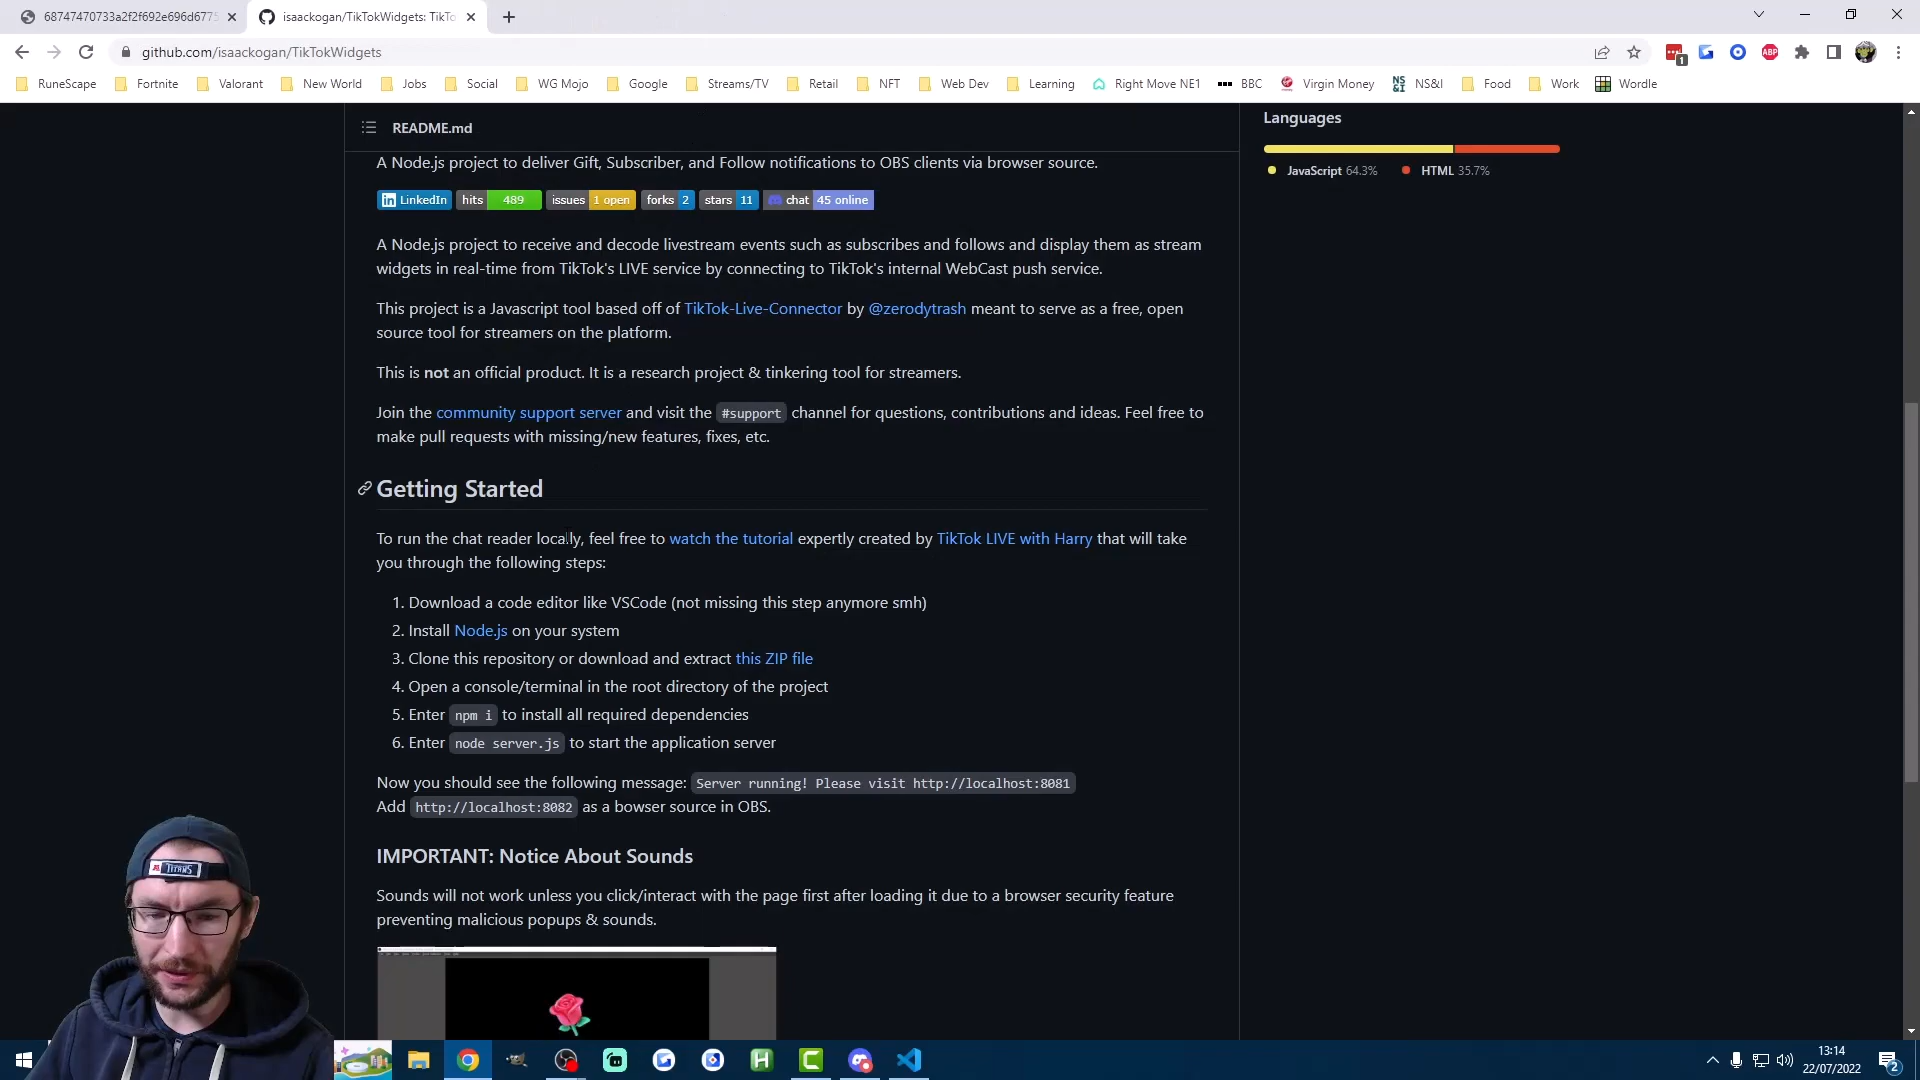 68747470733a2f2f692e696d6775
isaackogan/TikTokWidgets: TikTo
github.com/isaackogan/TikTokWidgets
1
ABP
RuneScape
Fortnite
Valorant
New World
Jobs
Social
WG Mojo
Google
Streams/TV
Retail
NFT
Web Dev
Learning
Right Move NE1
BBC
Virgin Money
NS&I
Food
Work
Wordle
README.md
A Node.js project to deliver Gift, Subscriber, and Follow notifications to OBS clients via browser source.
LinkedIn hits 489 issues 1 open forks 2 stars 11 chat 45 online
A Node.js project to receive and decode livestream events such as subscribes and follows and display them as stream
widgets in real-time from TikTok's LIVE service by connecting to TikTok's internal WebCast push service.
This project is a Javascript tool based off of TikTok-Live-Connector by @zerodytrash meant to serve as a free, open
source tool for streamers on the platform.
This is not an official product. It is a research project & tinkering tool for streamers.
Join the community support server and visit the #support channel for questions, contributions and ideas. Feel free to
make pull requests with missing/new features, fixes, etc.
Getting Started
To run the chat reader locally, feel free to watch the tutorial expertly created by TikTok LIVE with Harry that will take
you through the following steps:
1. Download a code editor like VSCode (not missing this step anymore smh)
2. Install Node.js on your system
3. Clone this repository or download and extract this ZIP file
4. Open a console/terminal in the root directory of the project
5. Enter npm i to install all required dependencies
6. Enter node server.js to start the application server
Now you should see the following message: Server running! Please visit http://localhost:8081
Add http://localhost:8082 as a bowser source in OBS.
IMPORTANT: Notice About Sounds
Sounds will not work unless you click/interact with the page first after loading it due to a browser security feature
preventing malicious popups & sounds.
Languages
JavaScript 64.3%
HTML 35.7%
TITANS
13:14
22/07/2022
2